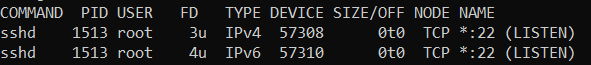 COMMAND  PID USER   FD   TYPE DEVICE SIZE/OFF NODE NAME
sshd    1513 root    3u  IPv4  57308      0t0  TCP *:22 (LISTEN)
sshd    1513 root    4u  IPv6  57310      0t0  TCP *:22 (LISTEN)